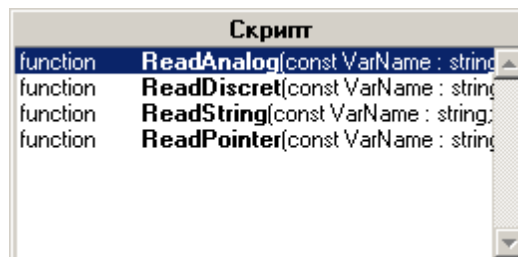 Скрипт
function ReadAnalog(const VarName : string
function ReadDiscret(const VarName : string
function ReadString(const VarName : string;
function ReadPointer(const VarName : string